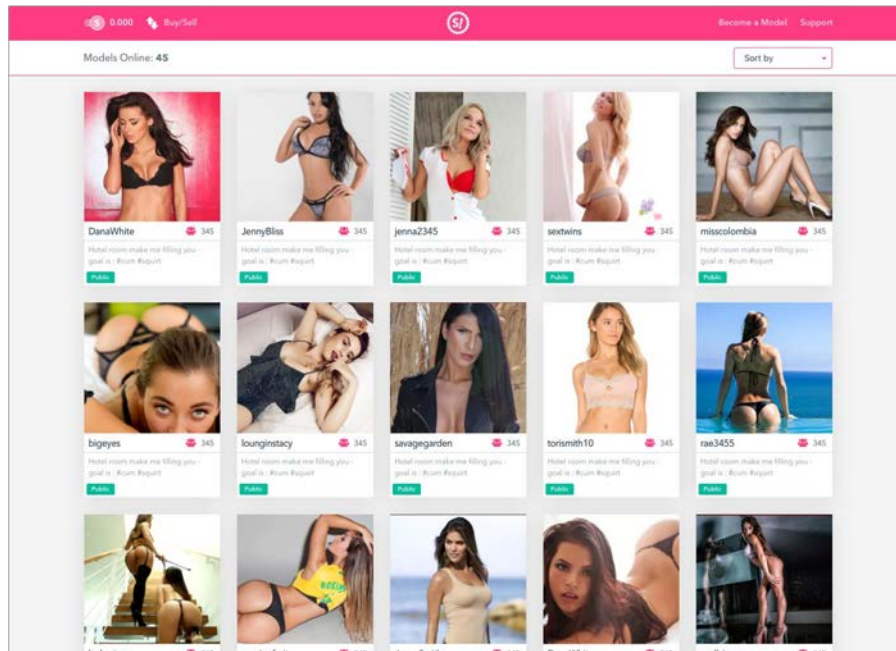 0.000 Buy/Sell
Become a Model Support
Models Online: 45
Sort by
DanaWhite 345
Hotel room make me filling you -
goal is : #cum #squirt
Public
JennyBliss 345
Hotel room make me filling you -
goal is : #cum #squirt
Public
jenna2345 345
Hotel room make me filling you -
goal is : #cum #squirt
Public
sextwins 345
Hotel room make me filling you -
goal is : #cum #squirt
Public
misscolombia 345
Hotel room make me filling you -
goal is : #cum #squirt
Public
bigeyes 345
Hotel room make me filling you -
goal is : #cum #squirt
Public
lounginstacy 345
Hotel room make me filling you -
goal is : #cum #squirt
Public
savagegarden 345
Hotel room make me filling you -
goal is : #cum #squirt
Public
torismith10 345
Hotel room make me filling you -
goal is : #cum #squirt
Public
rae3455 345
Hotel room make me filling you -
goal is : #cum #squirt
Public